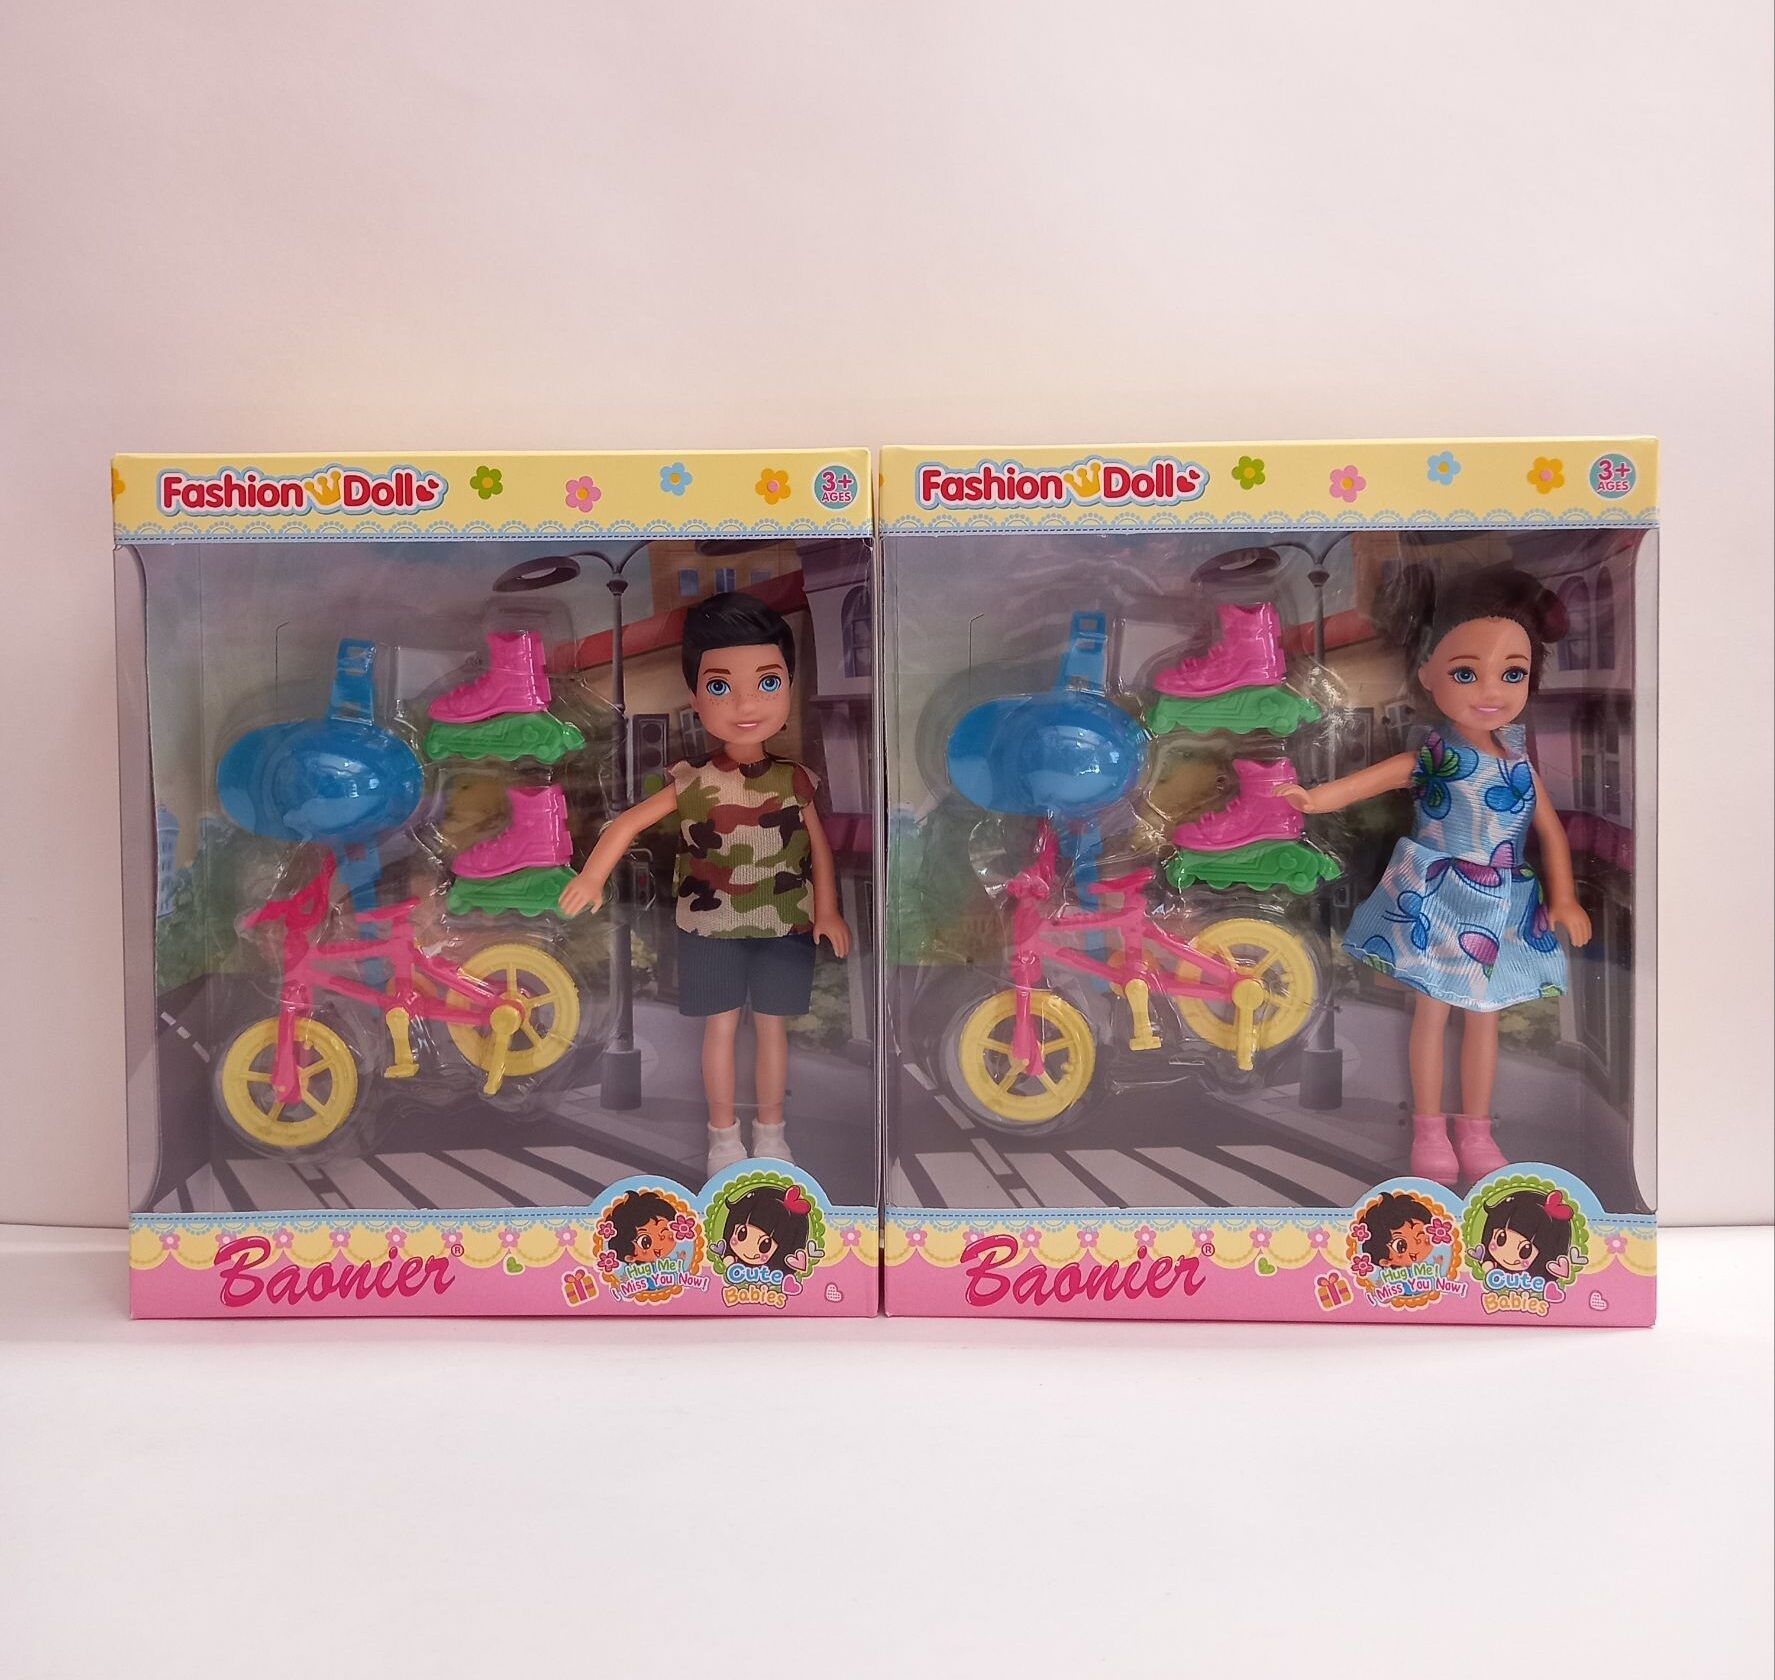 Fashion Doll
3+
AGES
Baonier®
Hug Me!
I Miss You Now!
Cute
Babies
Fashion Doll
3+
AGES
Baonier®
Hug Me!
I Miss You Now!
Cute
Babies